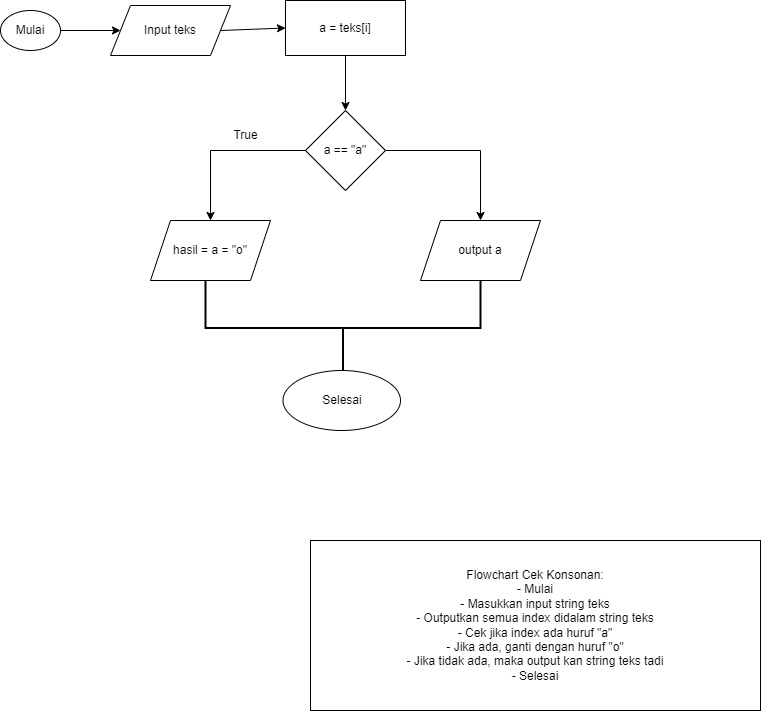 Mulai
Input teks
a = teks[i]
a == "a"
True
hasil = a = "o"
output a
Selesai
Flowchart Cek Konsonan:
- Mulai
- Masukkan input string teks
- Outputkan semua index didalam string teks
- Cek jika index ada huruf "a"
- Jika ada, ganti dengan huruf "o"
- Jika tidak ada, maka output kan string teks tadi
- Selesai